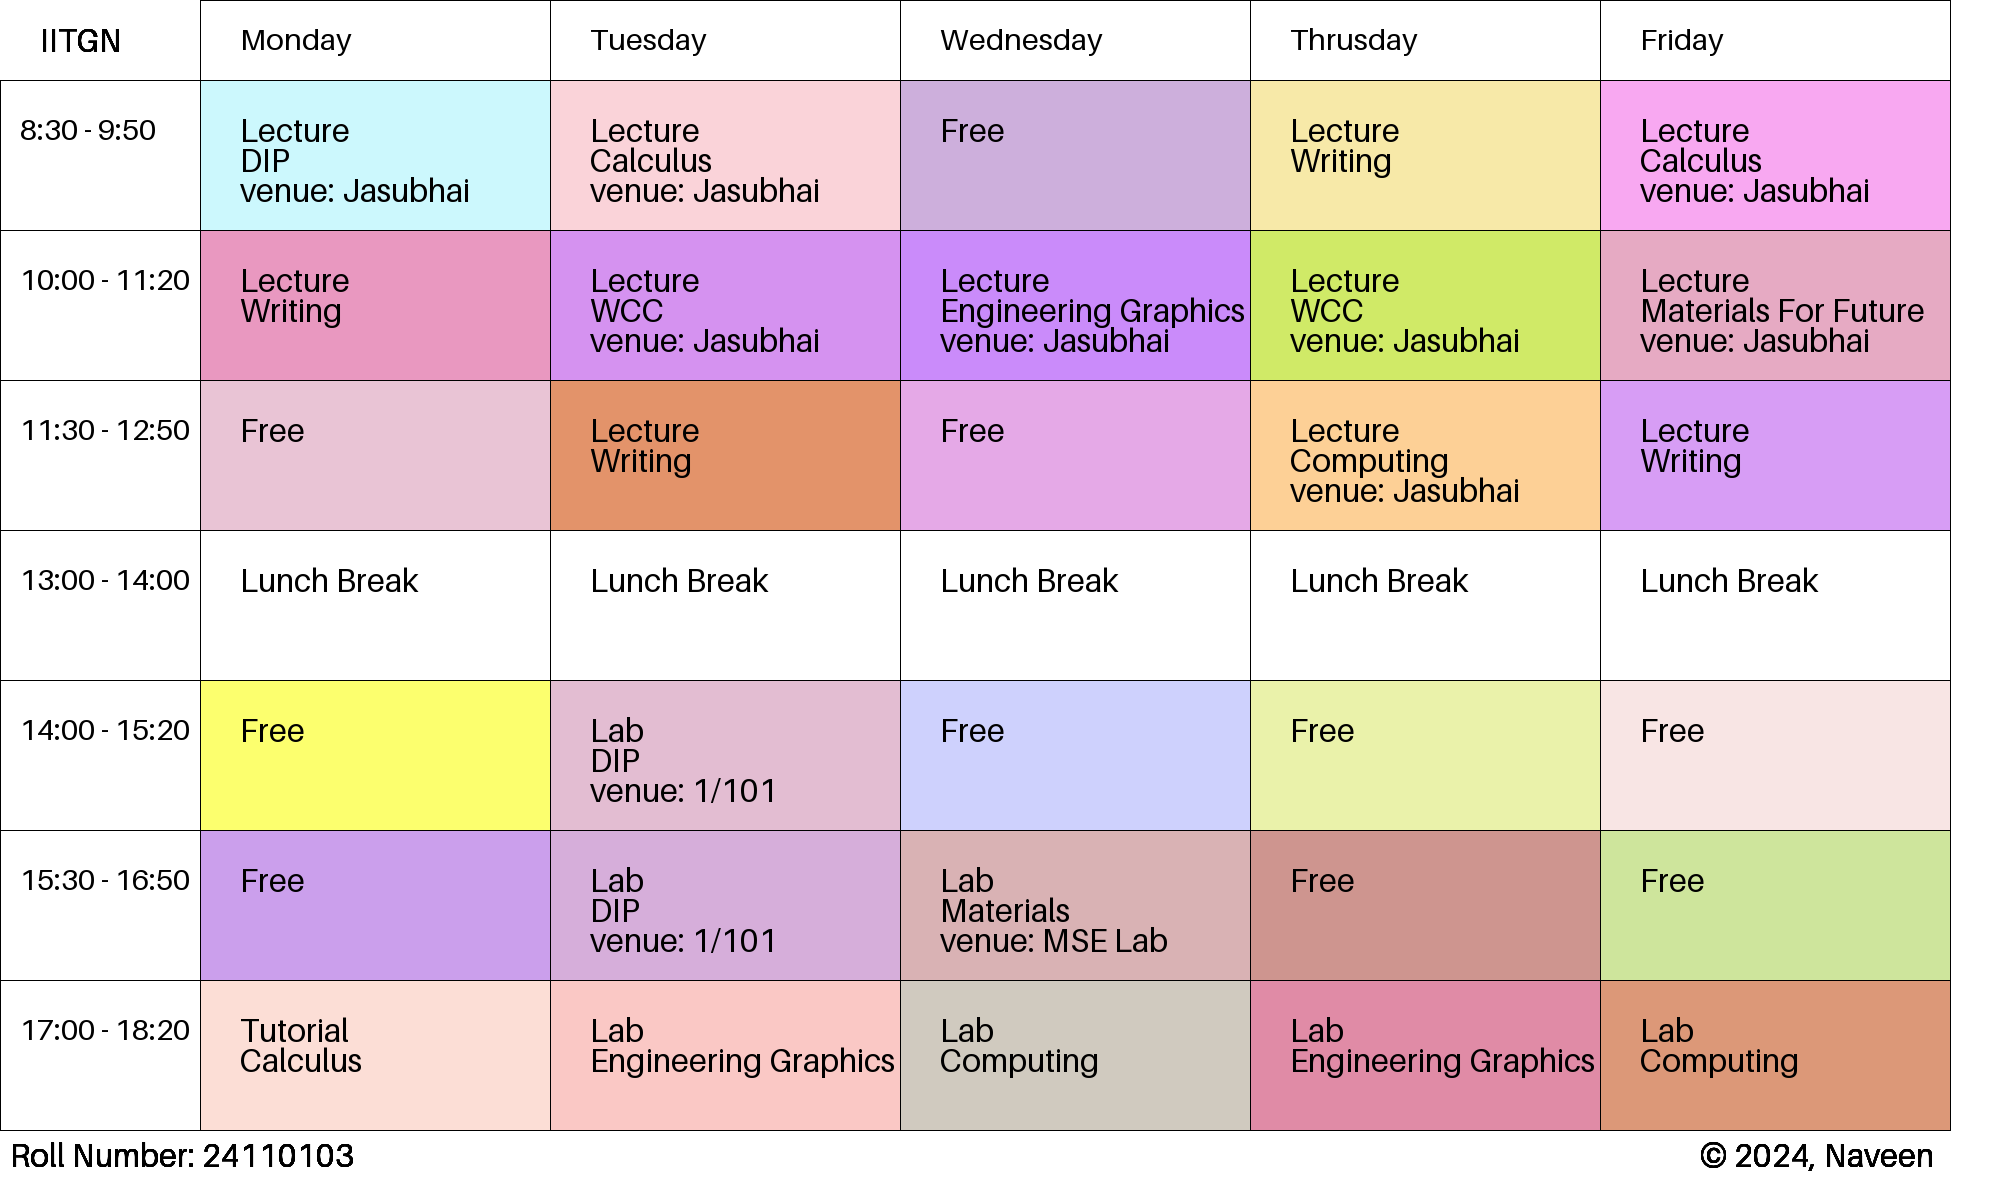 IITGN Monday Tuesday Wednesday Thrusday Friday
8:30 - 9:50
Lecture
DIP
venue: Jasubhai
Lecture
Calculus
venue: Jasubhai
Free
Lecture
Writing
Lecture
Calculus
venue: Jasubhai
10:00 - 11:20
Lecture
Writing
Lecture
WCC
venue: Jasubhai
Lecture
Engineering Graphics
venue: Jasubhai
Lecture
WCC
venue: Jasubhai
Lecture
Materials For Future
venue: Jasubhai
11:30 - 12:50
Free
Lecture
Writing
Free
Lecture
Computing
venue: Jasubhai
Lecture
Writing
13:00 - 14:00
Lunch Break
Lunch Break
Lunch Break
Lunch Break
Lunch Break
14:00 - 15:20
Free
Lab
DIP
venue: 1/101
Free
Free
Free
15:30 - 16:50
Free
Lab
DIP
venue: 1/101
Lab
Materials
venue: MSE Lab
Free
Free
17:00 - 18:20
Tutorial
Calculus
Lab
Engineering Graphics
Lab
Computing
Lab
Engineering Graphics
Lab
Computing
Roll Number: 24110103
© 2024, Naveen